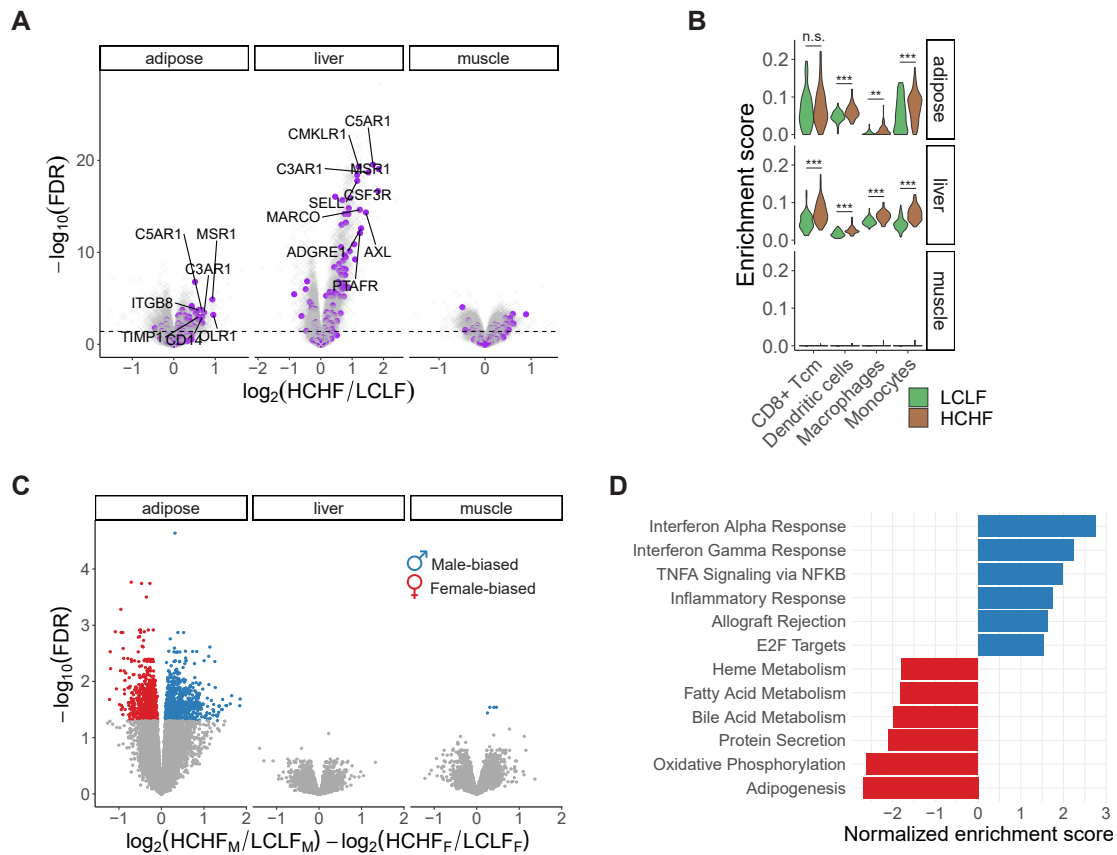 A
adipose liver muscle
−log10(FDR)
20
10
0
C5AR1
CMKLR1
C3AR1
MSR1
SELL
CSF3R
MARCO
ADGRE1
AXL
PTAFR
C5AR1
MSR1
C3AR1
ITGB8
TIMP1
CD14
OLR1
−1 0 1 −2 −1 0 1 2 −1 0 1
log2(HCHF/LCLF)
B
Enrichment score
n.s. *** ** ***
0.2
0.1
0.0
adipose
*** *** *** ***
0.2
0.1
0.0
liver
0.2
0.1
0.0
muscle
CD8+ Tcm
Dendritic cells
Macrophages
Monocytes
LCLF
HCHF
C
adipose liver muscle
−log10(FDR)
4
3
2
1
0
♂ Male-biased
♀ Female-biased
−1 0 1 2 −2 −1 0 1 2 −2 −1 0 1 2
log2(HCHFM/LCLFM) −log2(HCHFF/LCLFF)
D
Interferon Alpha Response
Interferon Gamma Response
TNFA Signaling via NFKB
Inflammatory Response
Allograft Rejection
E2F Targets
Heme Metabolism
Fatty Acid Metabolism
Bile Acid Metabolism
Protein Secretion
Oxidative Phosphorylation
Adipogenesis
−2 −1 0 1 2 3
Normalized enrichment score